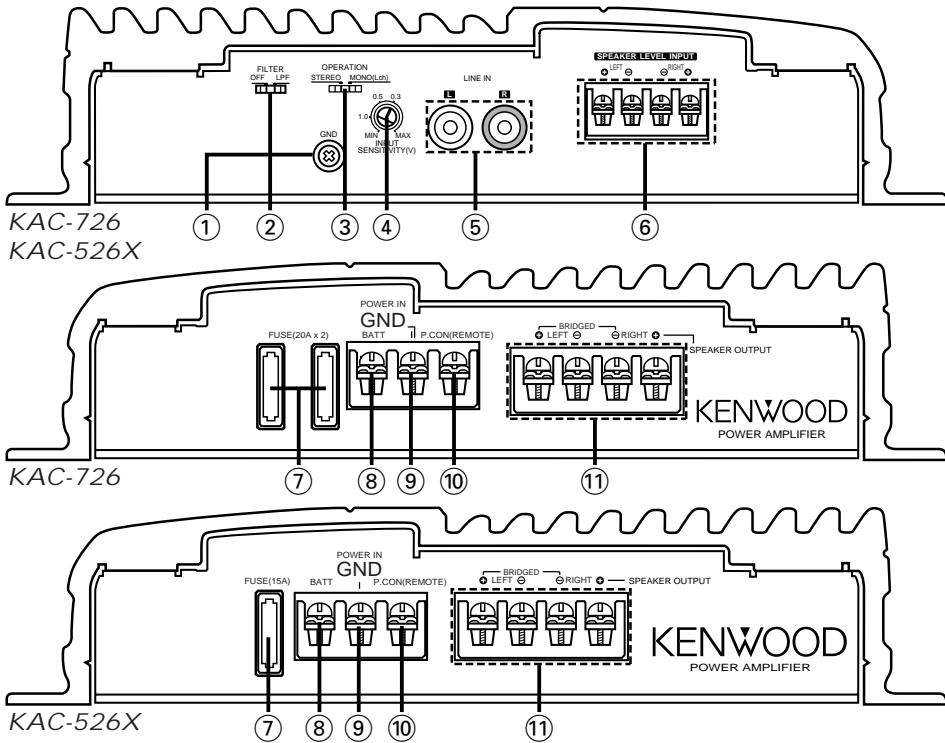 SPEAKER LEVEL INPUT
⊕ LEFT ⊖ ⊖ RIGHT ⊕
FILTER
OFF LPF
OPERATION
STEREO MONO(Lch)
LINE IN
L R
0.5 0.3
1.0
MIN MAX
INPUT
SENSITIVITY(V)
GND
① ② ③ ④ ⑤ ⑥
KAC-726
KAC-526X
POWER IN
GND
FUSE(20A x 2) BATT P.CON(REMOTE)
BRIDGED
⊕ LEFT ⊖ ⊖ RIGHT ⊕
SPEAKER OUTPUT
KENWOOD
POWER AMPLIFIER
⑦ ⑧ ⑨ ⑩ ⑪
KAC-726
POWER IN
GND
FUSE(15A) BATT P.CON(REMOTE)
BRIDGED
⊕ LEFT ⊖ ⊖ RIGHT ⊕ SPEAKER OUTPUT
KENWOOD
POWER AMPLIFIER
⑦ ⑧ ⑨ ⑩ ⑪
KAC-526X